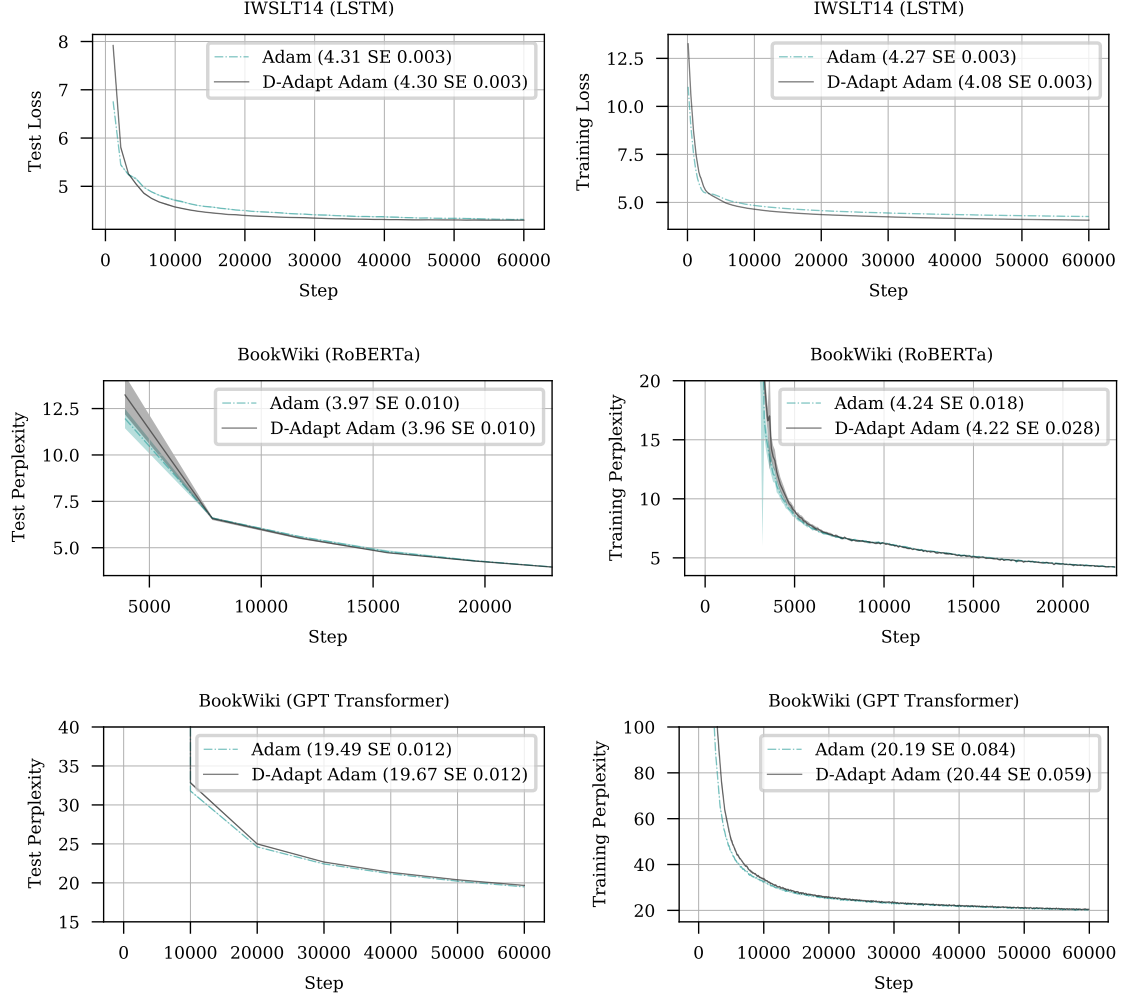 IWSLT14 (LSTM)
8
7
6
5
Test Loss
Adam (4.31 SE 0.003)
D-Adapt Adam (4.30 SE 0.003)
0 10000 20000 30000 40000 50000 60000
Step
IWSLT14 (LSTM)
12.5
10.0
7.5
5.0
Training Loss
Adam (4.27 SE 0.003)
D-Adapt Adam (4.08 SE 0.003)
0 10000 20000 30000 40000 50000 60000
Step
BookWiki (RoBERTa)
12.5
10.0
7.5
5.0
Test Perplexity
Adam (3.97 SE 0.010)
D-Adapt Adam (3.96 SE 0.010)
5000 10000 15000 20000
Step
BookWiki (RoBERTa)
20
15
10
5
Training Perplexity
Adam (4.24 SE 0.018)
D-Adapt Adam (4.22 SE 0.028)
0 5000 10000 15000 20000
Step
BookWiki (GPT Transformer)
40
35
30
25
20
15
Test Perplexity
Adam (19.49 SE 0.012)
D-Adapt Adam (19.67 SE 0.012)
0 10000 20000 30000 40000 50000 60000
Step
BookWiki (GPT Transformer)
100
80
60
40
20
Training Perplexity
Adam (20.19 SE 0.084)
D-Adapt Adam (20.44 SE 0.059)
0 10000 20000 30000 40000 50000 60000
Step